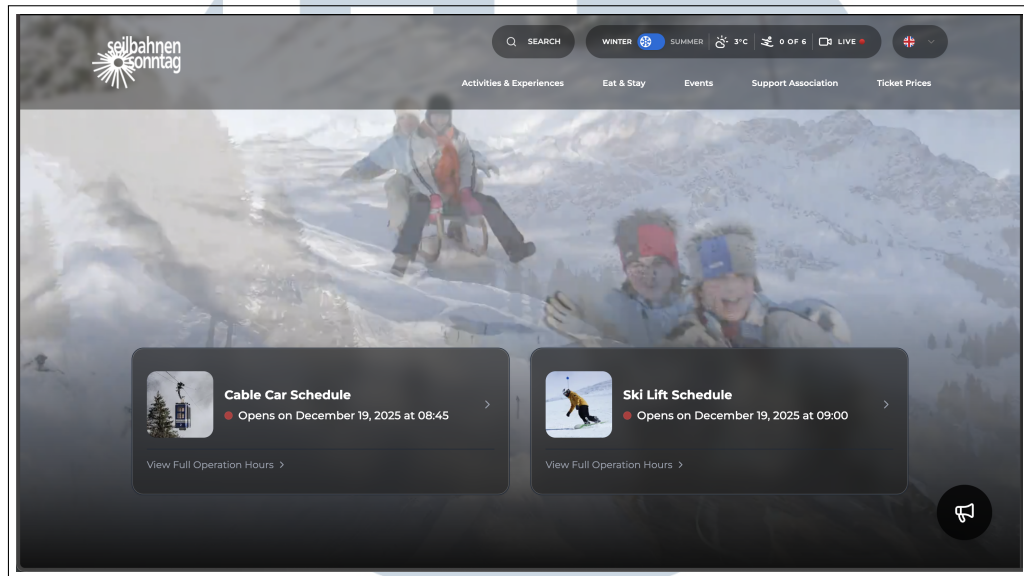 seilbahnen
sonntag
SEARCH
WINTER
SUMMER
3°C
0 OF 6
LIVE
Activities & Experiences
Eat & Stay
Events
Support Association
Ticket Prices
Cable Car Schedule
Opens on December 19, 2025 at 08:45
View Full Operation Hours
Ski Lift Schedule
Opens on December 19, 2025 at 09:00
View Full Operation Hours